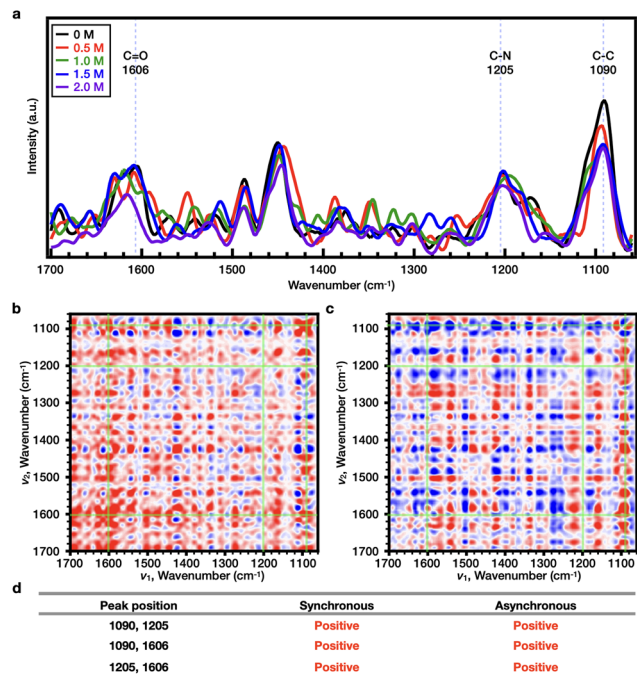 a
0 M
0.5 M
1.0 M
1.5 M
2.0 M
C=O
1606
C-N
1205
C-C
1090
Intensity (a.u.)
1700 1600 1500 1400 1300 1200 1100
Wavenumber (cm⁻¹)
b
1100
1200
1300
1400
1500
1600
1700
ν₂, Wavenumber (cm⁻¹)
1700 1600 1500 1400 1300 1200 1100
ν₁, Wavenumber (cm⁻¹)
c
1100
1200
1300
1400
1500
1600
1700
ν₂, Wavenumber (cm⁻¹)
1700 1600 1500 1400 1300 1200 1100
ν₁, Wavenumber (cm⁻¹)
d
Peak position Synchronous Asynchronous
1090, 1205 Positive Positive
1090, 1606 Positive Positive
1205, 1606 Positive Positive